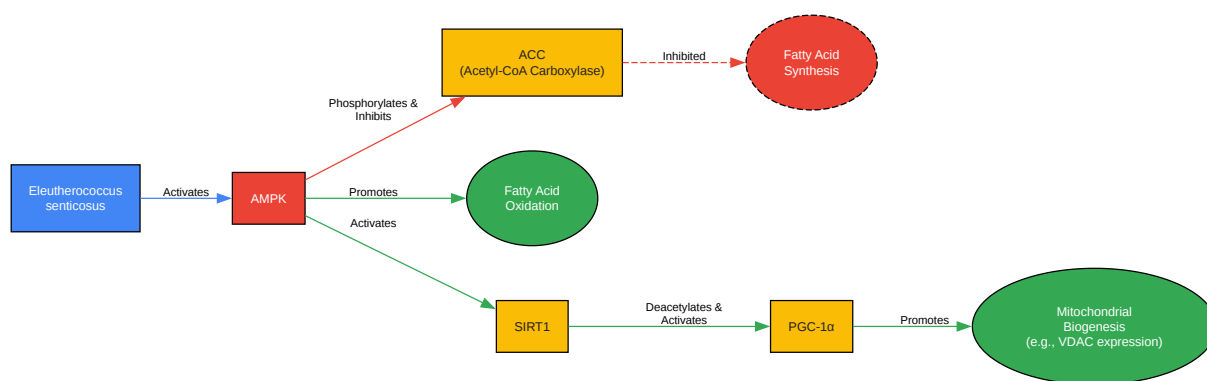 ACC
(Acetyl-CoA Carboxylase)
Inhibited
Fatty Acid
Synthesis
Phosphorylates &
Inhibits
Eleutherococcus
senticosus
Activates
AMPK
Promotes
Fatty Acid
Oxidation
Activates
SIRT1
Deacetylates &
Activates
PGC-1α
Promotes
Mitochondrial
Biogenesis
(e.g., VDAC expression)